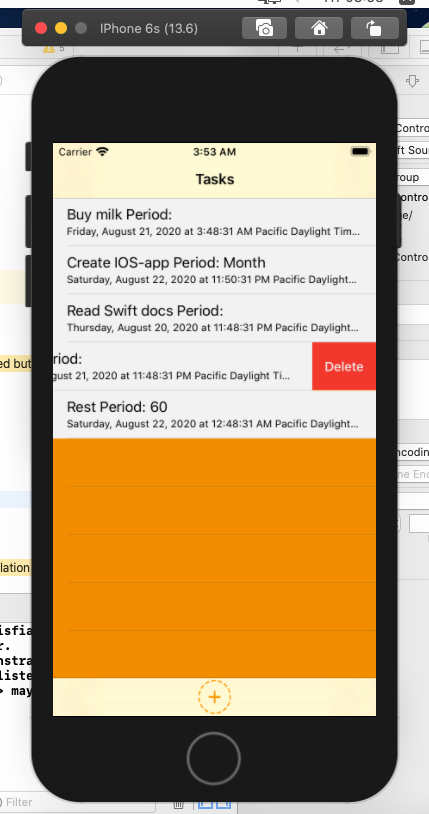 iPhone 6s (13.6)
5
Carrier
3:53 AM
Tasks
Buy milk Period:
Friday, August 21, 2020 at 3:48:31 AM Pacific Daylight Tim...
Create IOS-app Period: Month
Saturday, August 22, 2020 at 11:50:31 PM Pacific Daylight...
Read Swift docs Period:
Thursday, August 20, 2020 at 11:48:31 PM Pacific Daylight...
riod:
gust 21, 2020 at 11:48:31 PM Pacific Daylight Ti...
Delete
Rest Period: 60
Saturday, August 22, 2020 at 12:48:31 AM Pacific Daylight...
Contro
ft Sou
roup
ontro
e/
Contro
ed but
ncodin
ne Enc
lation
isfia
r.
nstra
liste
> may
Filter